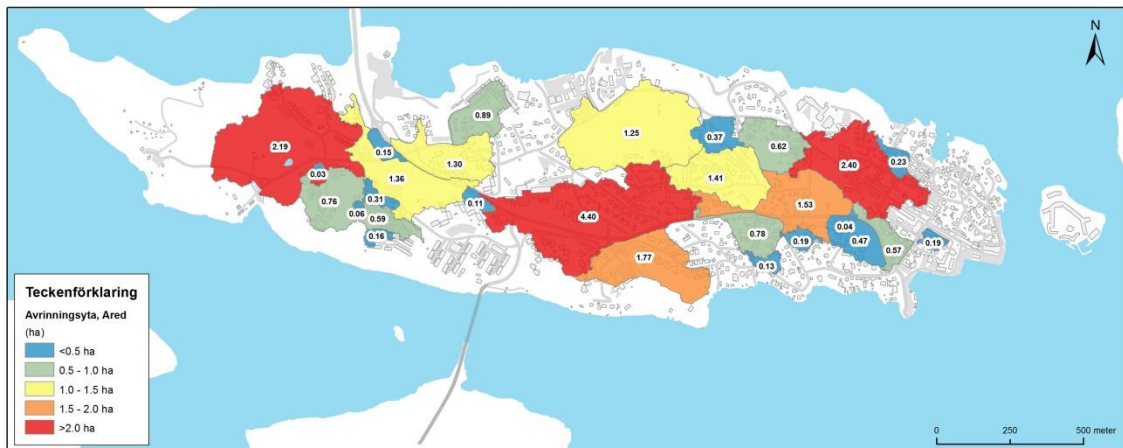 N
0.89
0.37
1.25
0.62
2.19
0.15
1.30
2.40
0.23
1.41
0.03
1.36
0.76
0.31
0.11
1.53
0.06
0.59
4.40
0.04
0.16
0.78
0.19
0.47
0.57
0.19
1.77
0.13
Teckenförklaring
Avrinningsyta, Ared
(ha)
<0.5 ha
0.5 - 1.0 ha
1.0 - 1.5 ha
1.5 - 2.0 ha
>2.0 ha
0 250 500 meter